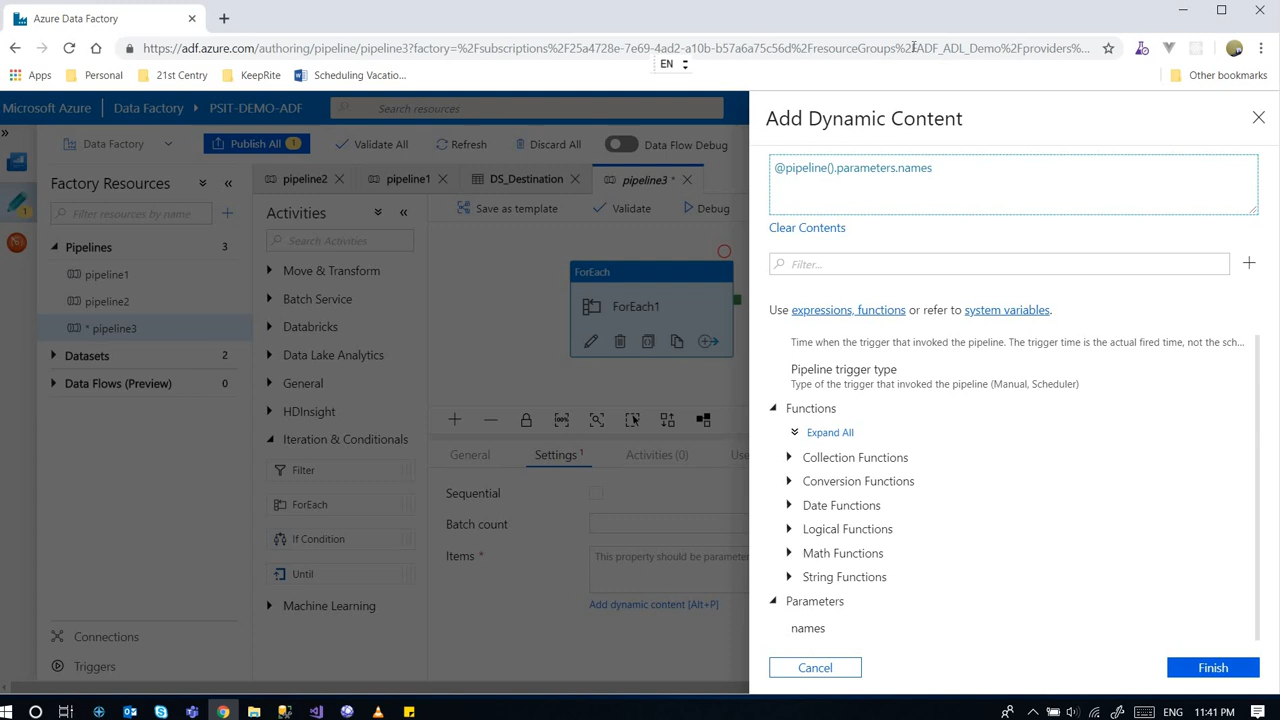 Azure Data Factory
https://adf.azure.com/authoring/pipeline/pipeline3?factory=%2Fsubscriptions%2F25a4728e-7e69-4ad2-a10b-b57a6a75c56d%2FresourceGroups%2FADF_ADL_Demo%2Fproviders%...
Apps Personal 21st Centry KeepRite Scheduling Vacatio... Other bookmarks
EN
Microsoft Azure Data Factory PSIT-DEMO-ADF Search resources
Data Factory Publish All 1 Validate All Refresh Discard All Data Flow Debug
Factory Resources
Filter resources by name
Pipelines 3
pipeline1
pipeline2
* pipeline3
Datasets 2
Data Flows (Preview) 0
Connections
Triggers
1
pipeline2 pipeline1 DS_Destination pipeline3 *
Activities
Search Activities
Move & Transform
Batch Service
Databricks
Data Lake Analytics
General
HDInsight
Iteration & Conditionals
Filter
ForEach
If Condition
Until
Machine Learning
Save as template Validate Debug
ForEach
ForEach1
100%
General Settings 1 Activities (0) Use
Sequential
Batch count
Items * This property should be parameter
Add dynamic content [Alt+P]
Add Dynamic Content
@pipeline().parameters.names
Clear Contents
Filter...
Use expressions, functions or refer to system variables.
Time when the trigger that invoked the pipeline. The trigger time is the actual fired time, not the sch...
Pipeline trigger type
Type of the trigger that invoked the pipeline (Manual, Scheduler)
Functions
Expand All
Collection Functions
Conversion Functions
Date Functions
Logical Functions
Math Functions
String Functions
Parameters
names
Cancel Finish
ENG 11:41 PM